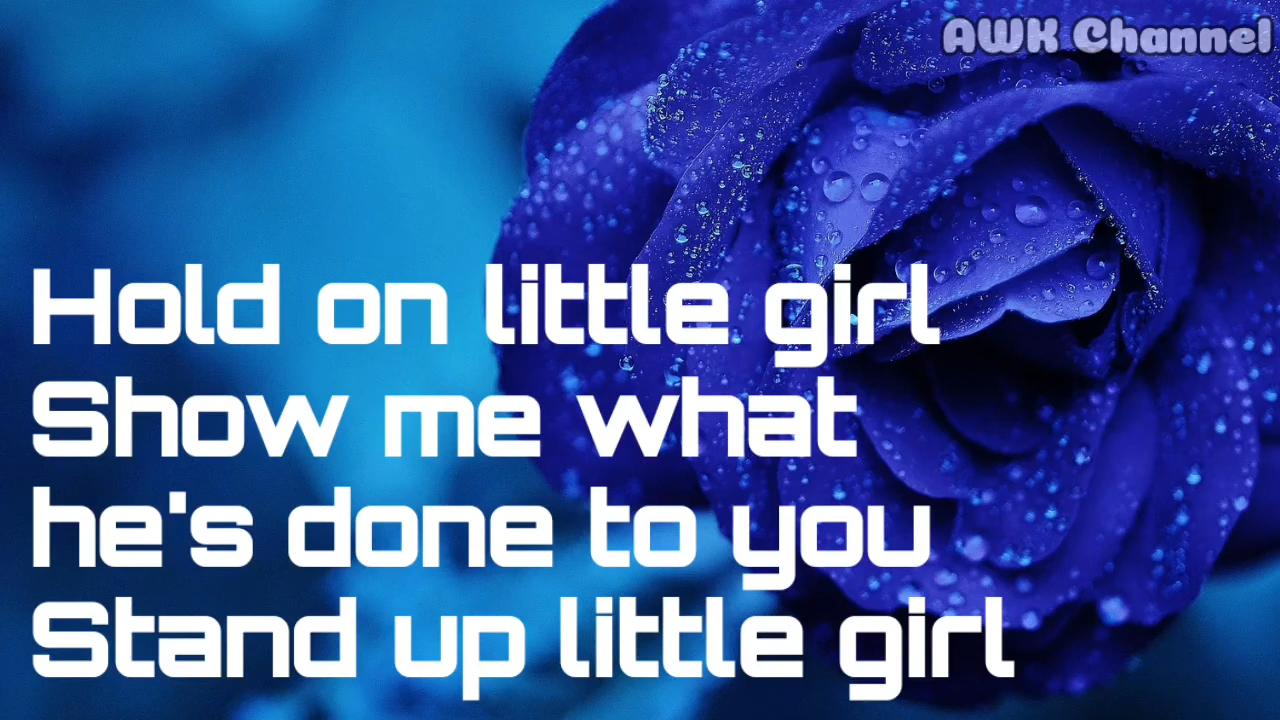 AWK Channel
Hold on little girl
Show me what
he's done to you
Stand up little girl